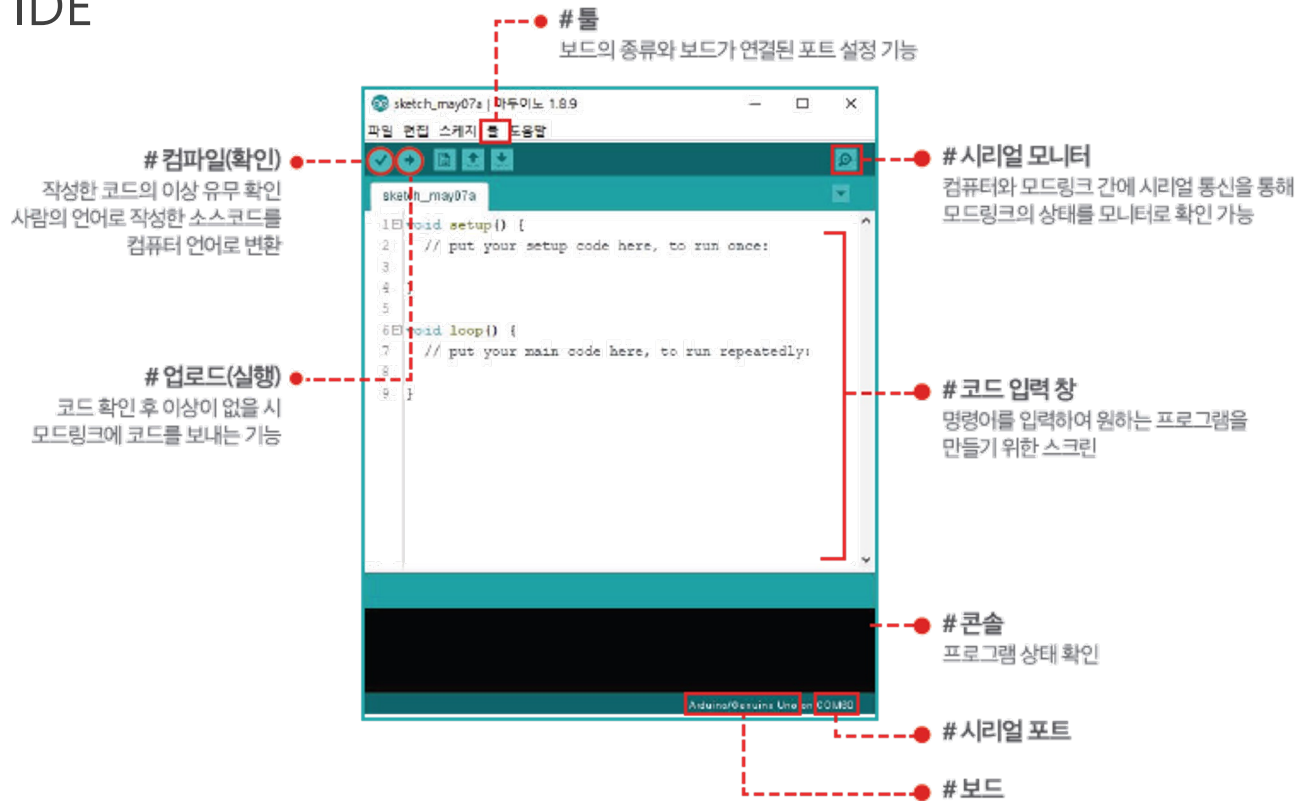 IDE
# 툴
보드의 종류와 보드가 연결된 포트 설정 기능
sketch_may07a | 아두이노 1.8.9
파일 편집 스케치 툴 도움말
# 컴파일(확인)
작성한 코드의 이상 유무 확인
사람의 언어로 작성한 소스코드를
컴퓨터 언어로 변환
# 시리얼 모니터
컴퓨터와 모드링크 간에 시리얼 통신을 통해
모드링크의 상태를 모니터로 확인 가능
sketch_may07a
1 void setup() {
2 // put your setup code here, to run once:
3
4 }
5
6 void loop() {
7 // put your main code here, to run repeatedly:
8
9 }
# 업로드(실행)
코드 확인 후 이상이 없을 시
모드링크에 코드를 보내는 기능
# 코드 입력 창
명령어를 입력하여 원하는 프로그램을
만들기 위한 스크린
# 콘솔
프로그램 상태 확인
Arduino/Genuino Uno on
# 시리얼 포트
# 보드